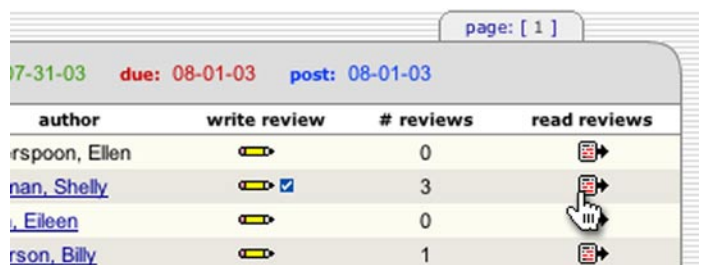 page: [ 1 ]
07-31-03 due: 08-01-03 post: 08-01-03
author write review # reviews read reviews
rspoon, Ellen 0
man, Shelly 3
, Eileen 0
rson, Billy 1